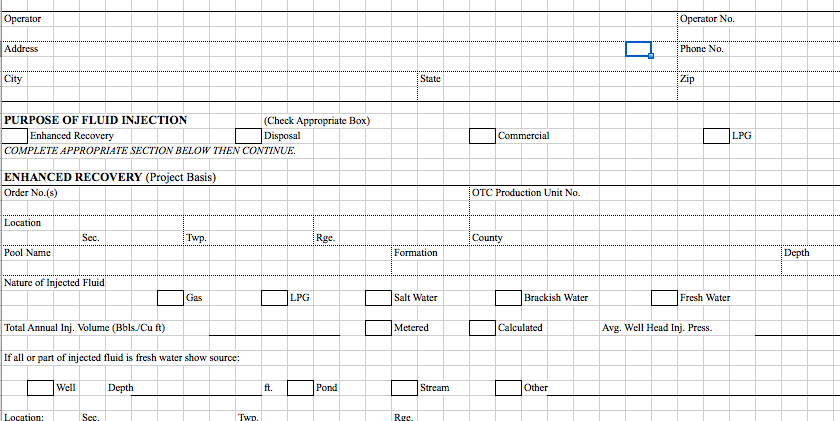 Operator Operator No.
Address Phone No.
City State Zip
PURPOSE OF FLUID INJECTION (Check Appropriate Box)
Enhanced Recovery Disposal Commercial LPG
COMPLETE APPROPRIATE SECTION BELOW THEN CONTINUE.
ENHANCED RECOVERY (Project Basis)
Order No.(s) OTC Production Unit No.
Location
Sec. Twp. Rge. County
Pool Name Formation Depth
Nature of Injected Fluid
Gas LPG Salt Water Brackish Water Fresh Water
Total Annual Inj. Volume (Bbls./Cu ft) Metered Calculated Avg. Well Head Inj. Press.
If all or part of injected fluid is fresh water show source:
Well Depth ft. Pond Stream Other
Location: Sec. Twp. Rge.